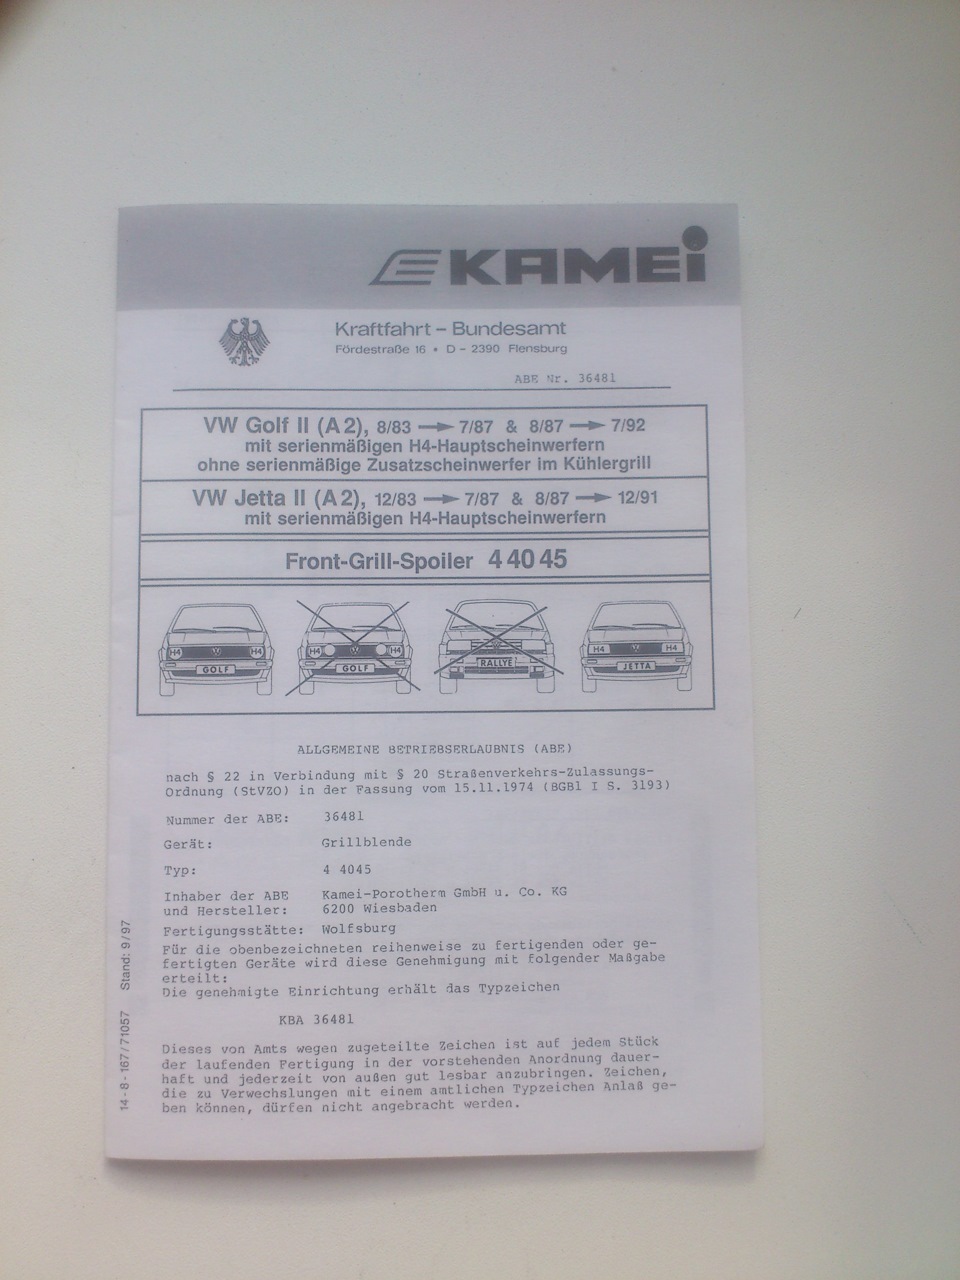 KAMEi
Kraftfahrt - Bundesamt
Fördestraße 16 • D - 2390 Flensburg
ABE Nr. 36481
VW Golf II (A2), 8/83 → 7/87 & 8/87 → 7/92
mit serienmäßigen H4-Hauptscheinwerfern
ohne serienmäßige Zusatzscheinwerfer im Kühlergrill
VW Jetta II (A2), 12/83 → 7/87 & 8/87 → 12/91
mit serienmäßigen H4-Hauptscheinwerfern
Front-Grill-Spoiler 4 40 45
H4 H4 H4 H4 H4 H4
GOLF GOLF RALLYE JETTA
ALLGEMEINE BETRIEBSERLAUBNIS (ABE)
nach § 22 in Verbindung mit § 20 Straßenverkehrs-Zulassungs-
Ordnung (StVZO) in der Fassung vom 15.11.1974 (BGBl I S. 3193)
Nummer der ABE: 36481
Gerät: Grillblende
Typ: 4 4045
Inhaber der ABE Kamei-Porotherm GmbH u. Co. KG
und Hersteller: 6200 Wiesbaden
Fertigungsstätte: Wolfsburg
Für die obenbezeichneten reihenweise zu fertigenden oder ge-
fertigten Geräte wird diese Genehmigung mit folgender Maßgabe
erteilt:
Die genehmigte Einrichtung erhält das Typzeichen
KBA 36481
Dieses von Amts wegen zugeteilte Zeichen ist auf jedem Stück
der laufenden Fertigung in der vorstehenden Anordnung dauer-
haft und jederzeit von außen gut lesbar anzubringen. Zeichen,
die zu Verwechslungen mit einem amtlichen Typzeichen Anlaß ge-
ben können, dürfen nicht angebracht werden.
14 - 8 - 167 / 71057 Stand: 9/97